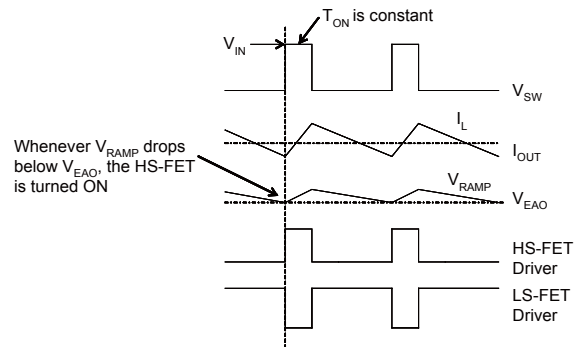 T_ON is constant
V_IN
V_SW
I_L
Whenever V_RAMP drops
below V_EAO, the HS-FET
is turned ON
I_OUT
V_RAMP
V_EAO
HS-FET
Driver
LS-FET
Driver